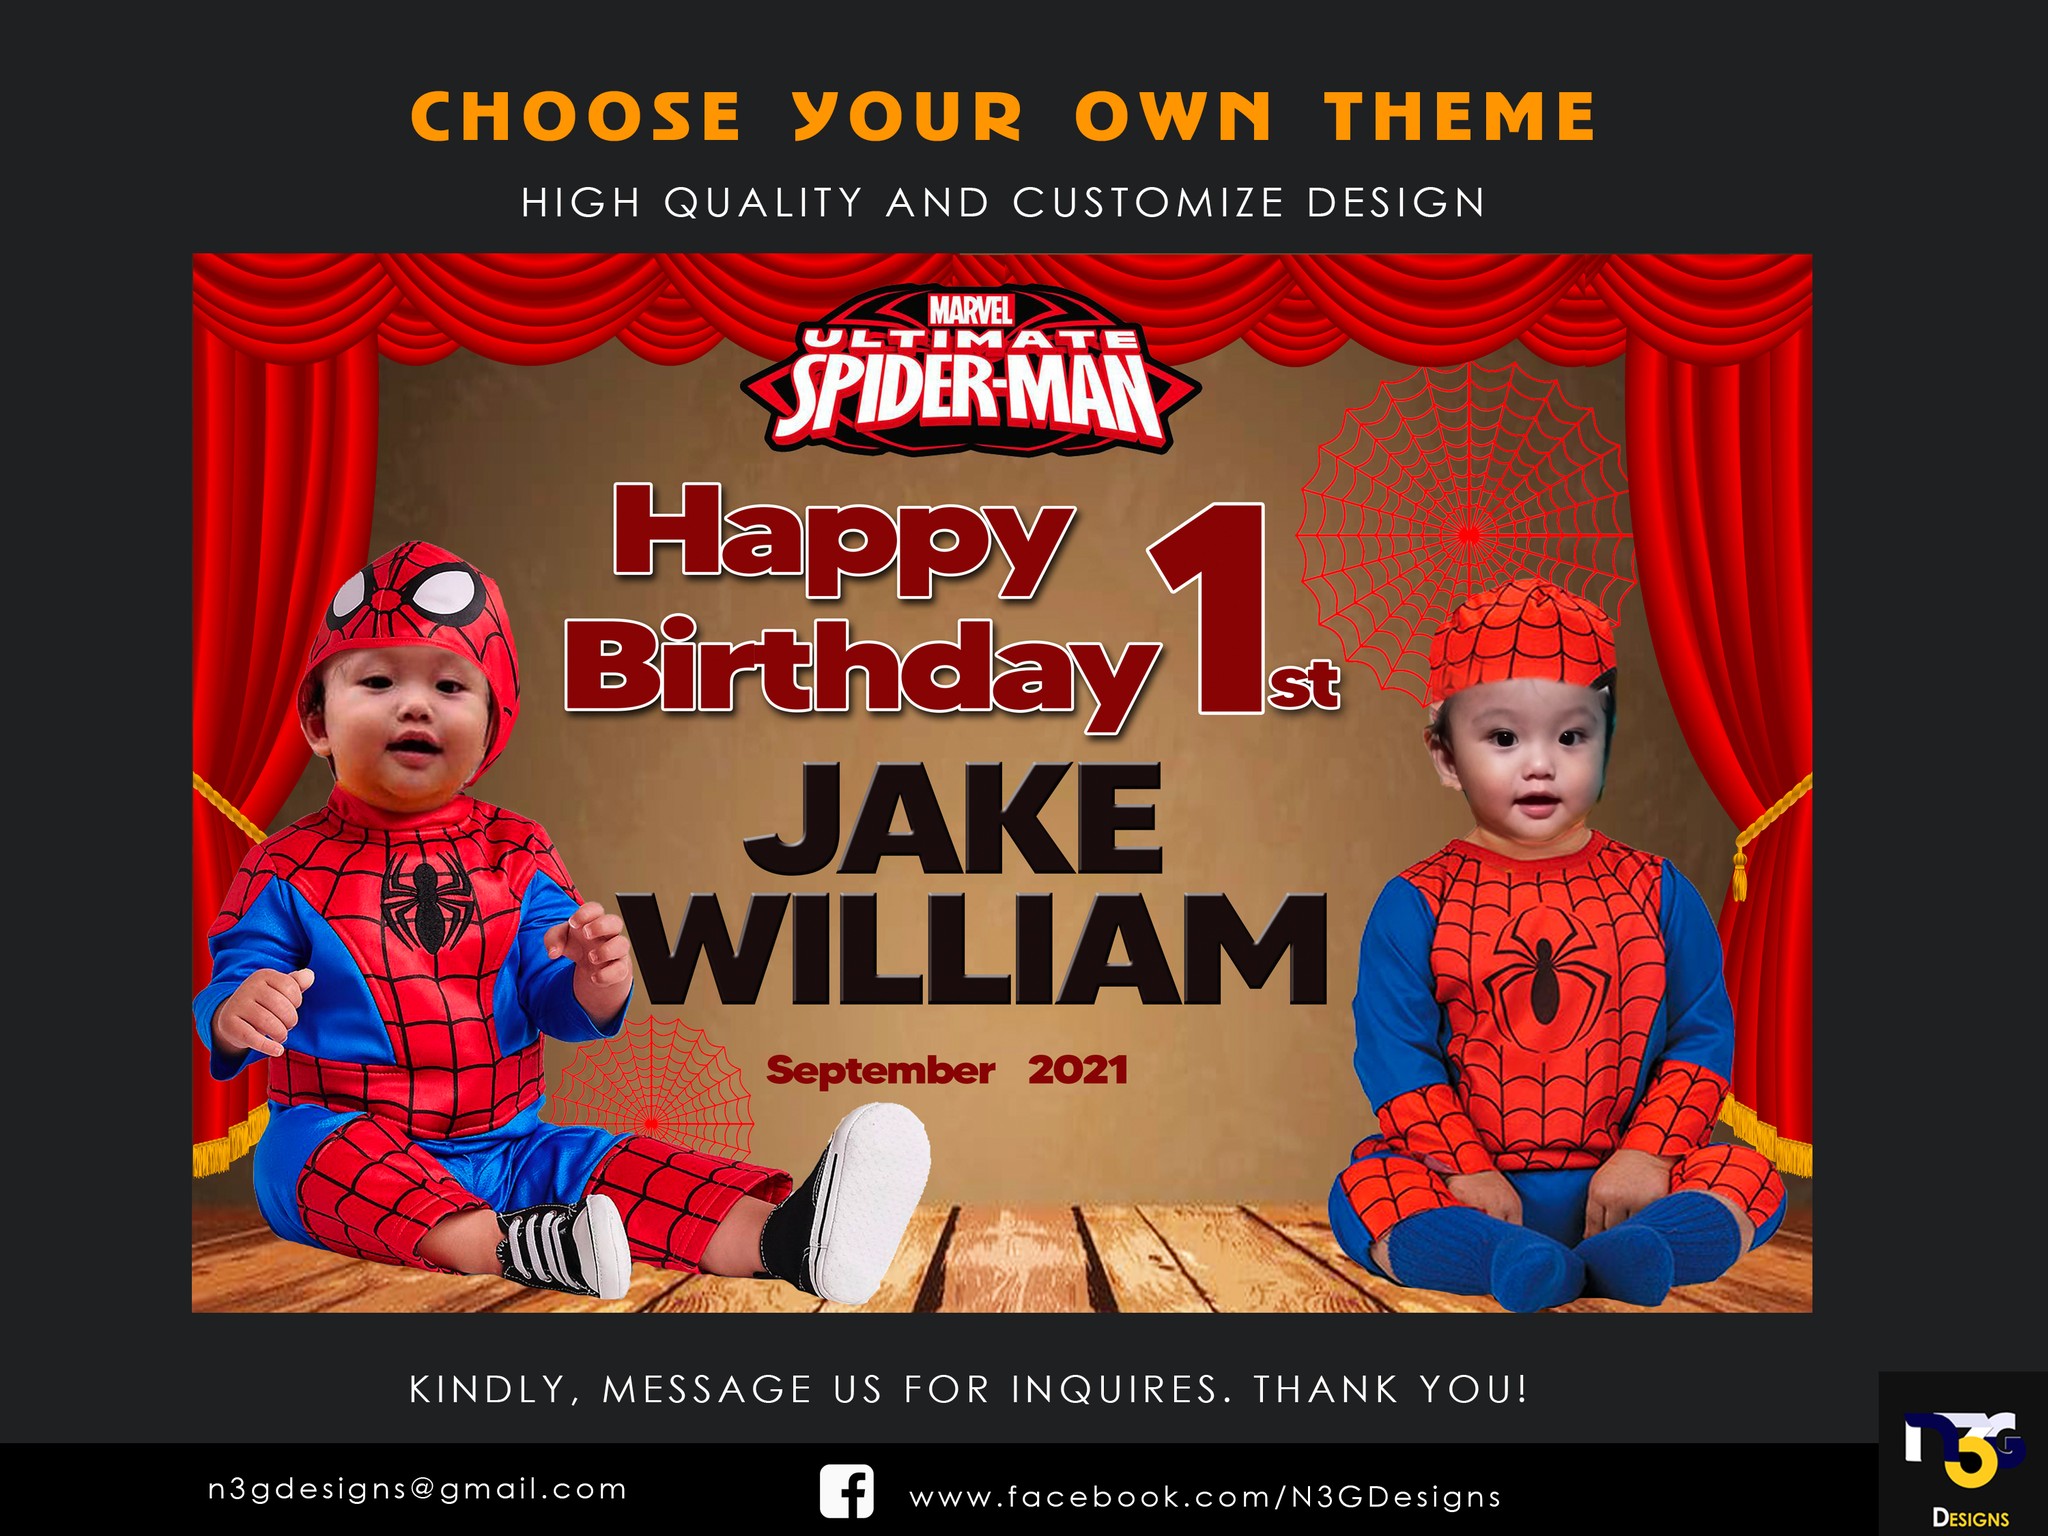 CHOOSE YOUR OWN THEME
HIGH QUALITY AND CUSTOMIZE DESIGN
MARVEL
ULTIMATE
SPIDER-MAN
Happy
Birthday 1st
JAKE
WILLIAM
September 2021
KINDLY, MESSAGE US FOR INQUIRES. THANK YOU!
n3gdesigns@gmail.com
www.facebook.com/N3GDesigns
N3G
DESIGNS